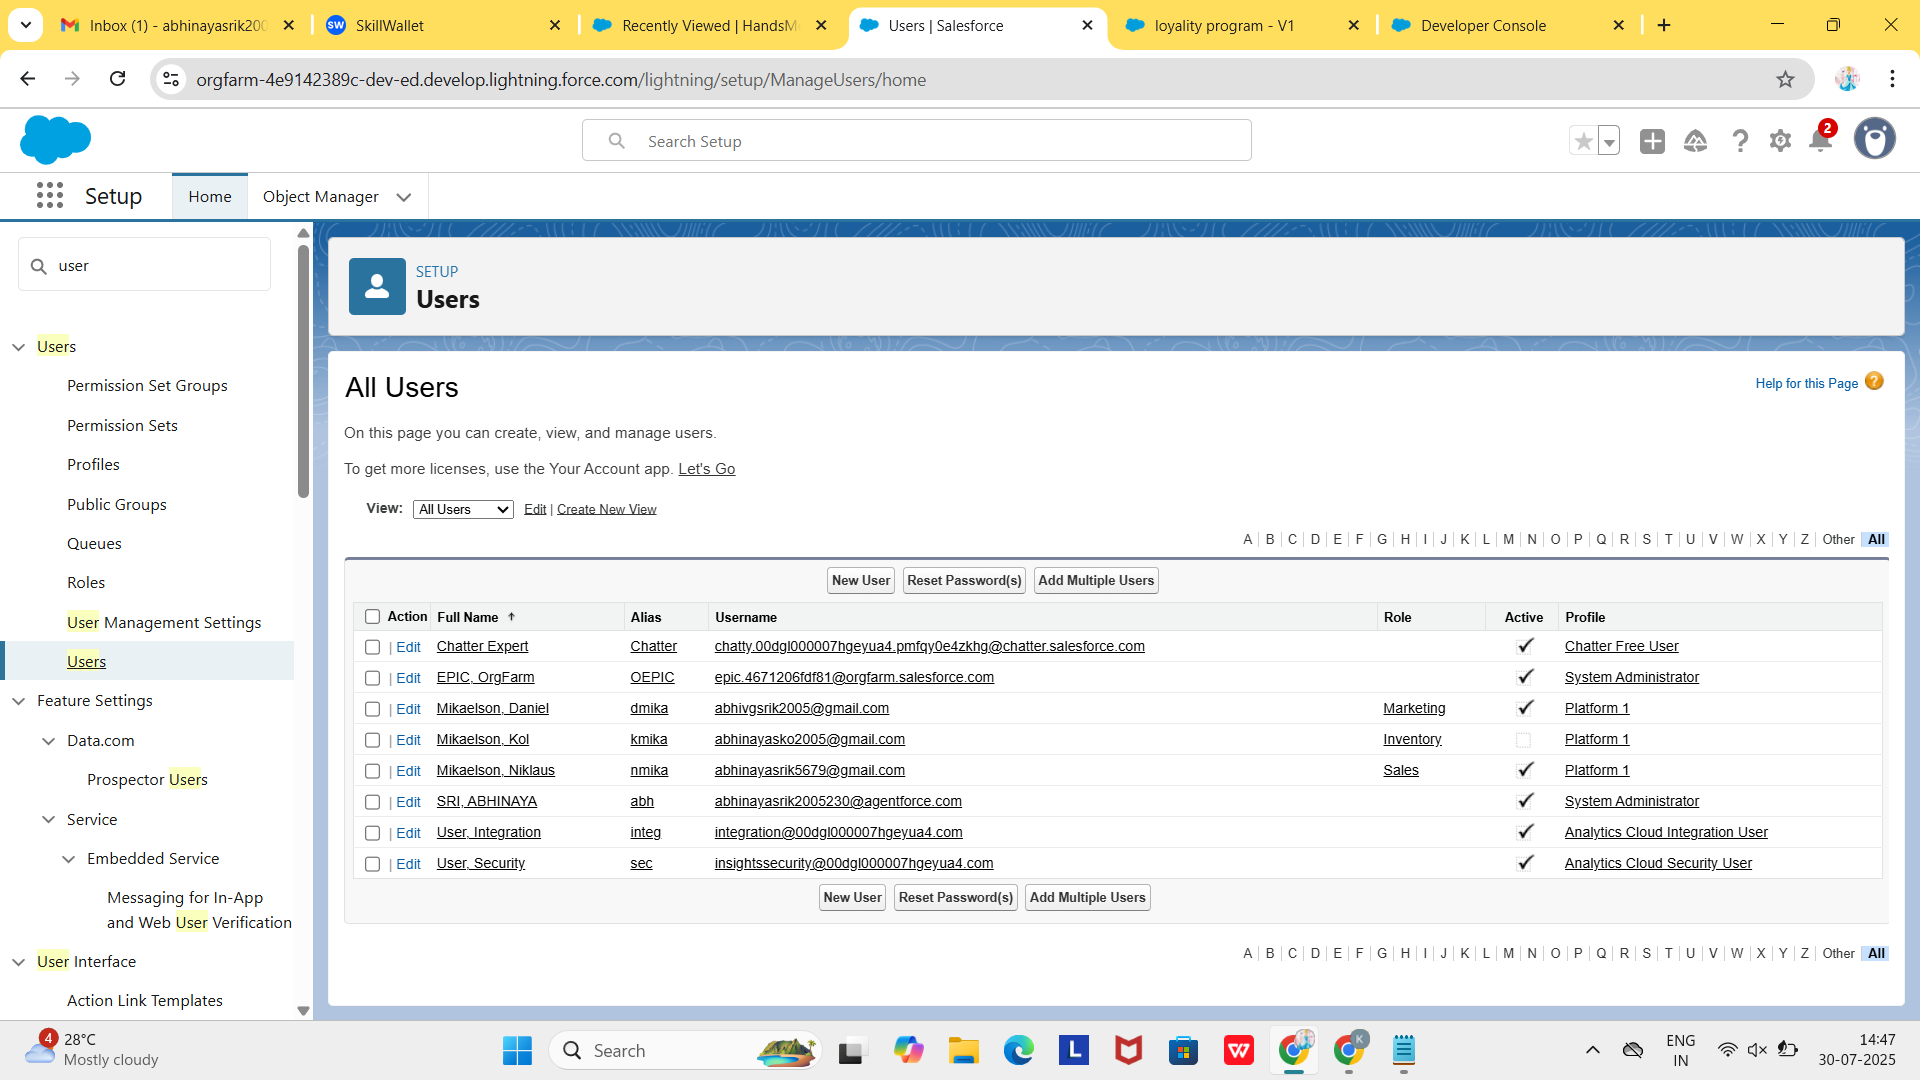 Inbox (1) - abhinayasrik200
SkillWallet
Recently Viewed | HandsMe
Users | Salesforce
loyality program - V1
Developer Console
orgfarm-4e9142389c-dev-ed.develop.lightning.force.com/lightning/setup/ManageUsers/home
Search Setup
2
Setup
Home
Object Manager
user
Users
Permission Set Groups
Permission Sets
Profiles
Public Groups
Queues
Roles
User Management Settings
Users
Feature Settings
Data.com
Prospector Users
Service
Embedded Service
Messaging for In-App
and Web User Verification
User Interface
Action Link Templates
SETUP
Users
All Users
Help for this Page ?
On this page you can create, view, and manage users.
To get more licenses, use the Your Account app. Let's Go
View: All Users Edit | Create New View
A B C D E F G H I J K L M N O P Q R S T U V W X Y Z Other All
New User Reset Password(s) Add Multiple Users
Action Full Name Alias Username Role Active Profile
| Edit Chatter Expert Chatter chatty.00dgl000007hgeyua4.pmfqy0e4zkhg@chatter.salesforce.com Chatter Free User
| Edit EPIC, OrgFarm OEPIC epic.4671206fdf81@orgfarm.salesforce.com System Administrator
| Edit Mikaelson, Daniel dmika abhivgsrik2005@gmail.com Marketing Platform 1
| Edit Mikaelson, Kol kmika abhinayasko2005@gmail.com Inventory Platform 1
| Edit Mikaelson, Niklaus nmika abhinayasrik5679@gmail.com Sales Platform 1
| Edit SRI, ABHINAYA abh abhinayasrik2005230@agentforce.com System Administrator
| Edit User, Integration integ integration@00dgl000007hgeyua4.com Analytics Cloud Integration User
| Edit User, Security sec insightssecurity@00dgl000007hgeyua4.com Analytics Cloud Security User
New User Reset Password(s) Add Multiple Users
A B C D E F G H I J K L M N O P Q R S T U V W X Y Z Other All
4
28°C
Mostly cloudy
Search
L
W
K
ENG
IN
14:47
30-07-2025